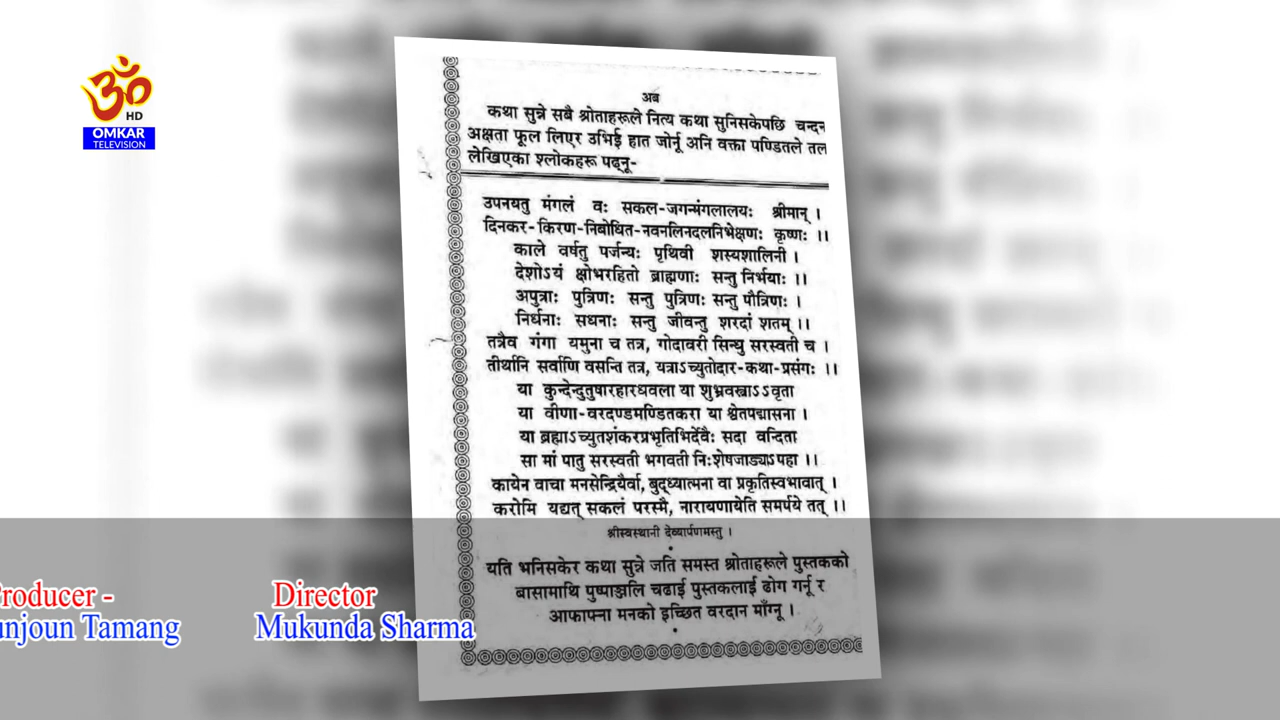 ॐ
HD
OMKAR
TELEVISION
अब
कथा सुन्ने सबै श्रोताहरूले नित्य कथा सुनिसकेपछि चन्दन
अक्षता फूल लिएर उभिई हात जोर्नू अनि वक्ता पण्डितले तल
लेखिएका श्लोकहरू पढ्नू-
उपनयतु मंगलं वः सकल-जगन्मंगलालयः श्रीमान् ।
दिनकर-किरण-निबोधित-नवनलिनदलनिभेक्षणः कृष्णः ।।
काले वर्षतु पर्जन्यः पृथिवी शस्यशालिनी ।
देशोऽयं क्षोभरहितो ब्राह्मणाः सन्तु निर्भयाः ।।
अपुत्राः पुत्रिणः सन्तु पुत्रिणः सन्तु पौत्रिणः ।
निर्धनाः सधनाः सन्तु जीवन्तु शरदां शतम् ।।
तत्रैव गंगा यमुना च तत्र, गोदावरी सिन्धु सरस्वती च ।
तीर्थानि सर्वाणि वसन्ति तत्र, यत्राऽच्युतोदार-कथा-प्रसंगः ।।
या कुन्देन्दुतुषारहारधवला या शुभ्रवस्त्राऽऽवृता
या वीणा-वरदण्डमण्डितकरा या श्वेतपद्मासना ।
या ब्रह्माऽच्युतशंकरप्रभृतिभिर्देवैः सदा वन्दिता
सा मां पातु सरस्वती भगवती निःशेषजाड्यऽपहा ।।
कायेन वाचा मनसेन्द्रियैर्वा, बुद्ध्यात्मना वा प्रकृतिस्वभावात् ।
करोमि यद्यत् सकलं परस्मै, नारायणायेति समर्पये तत् ।।
श्रीस्वस्थानी देव्यार्पणमस्तु ।
यति भनिसकेर कथा सुन्ने जति समस्त श्रोताहरूले पुस्तकको
बासामाथि पुष्पाञ्जलि चढाई पुस्तकलाई ढोग गर्नू र
आफाफ्ना मनको इच्छित वरदान माँग्नू ।
roducer -
unjoun Tamang
Director
Mukunda Sharma